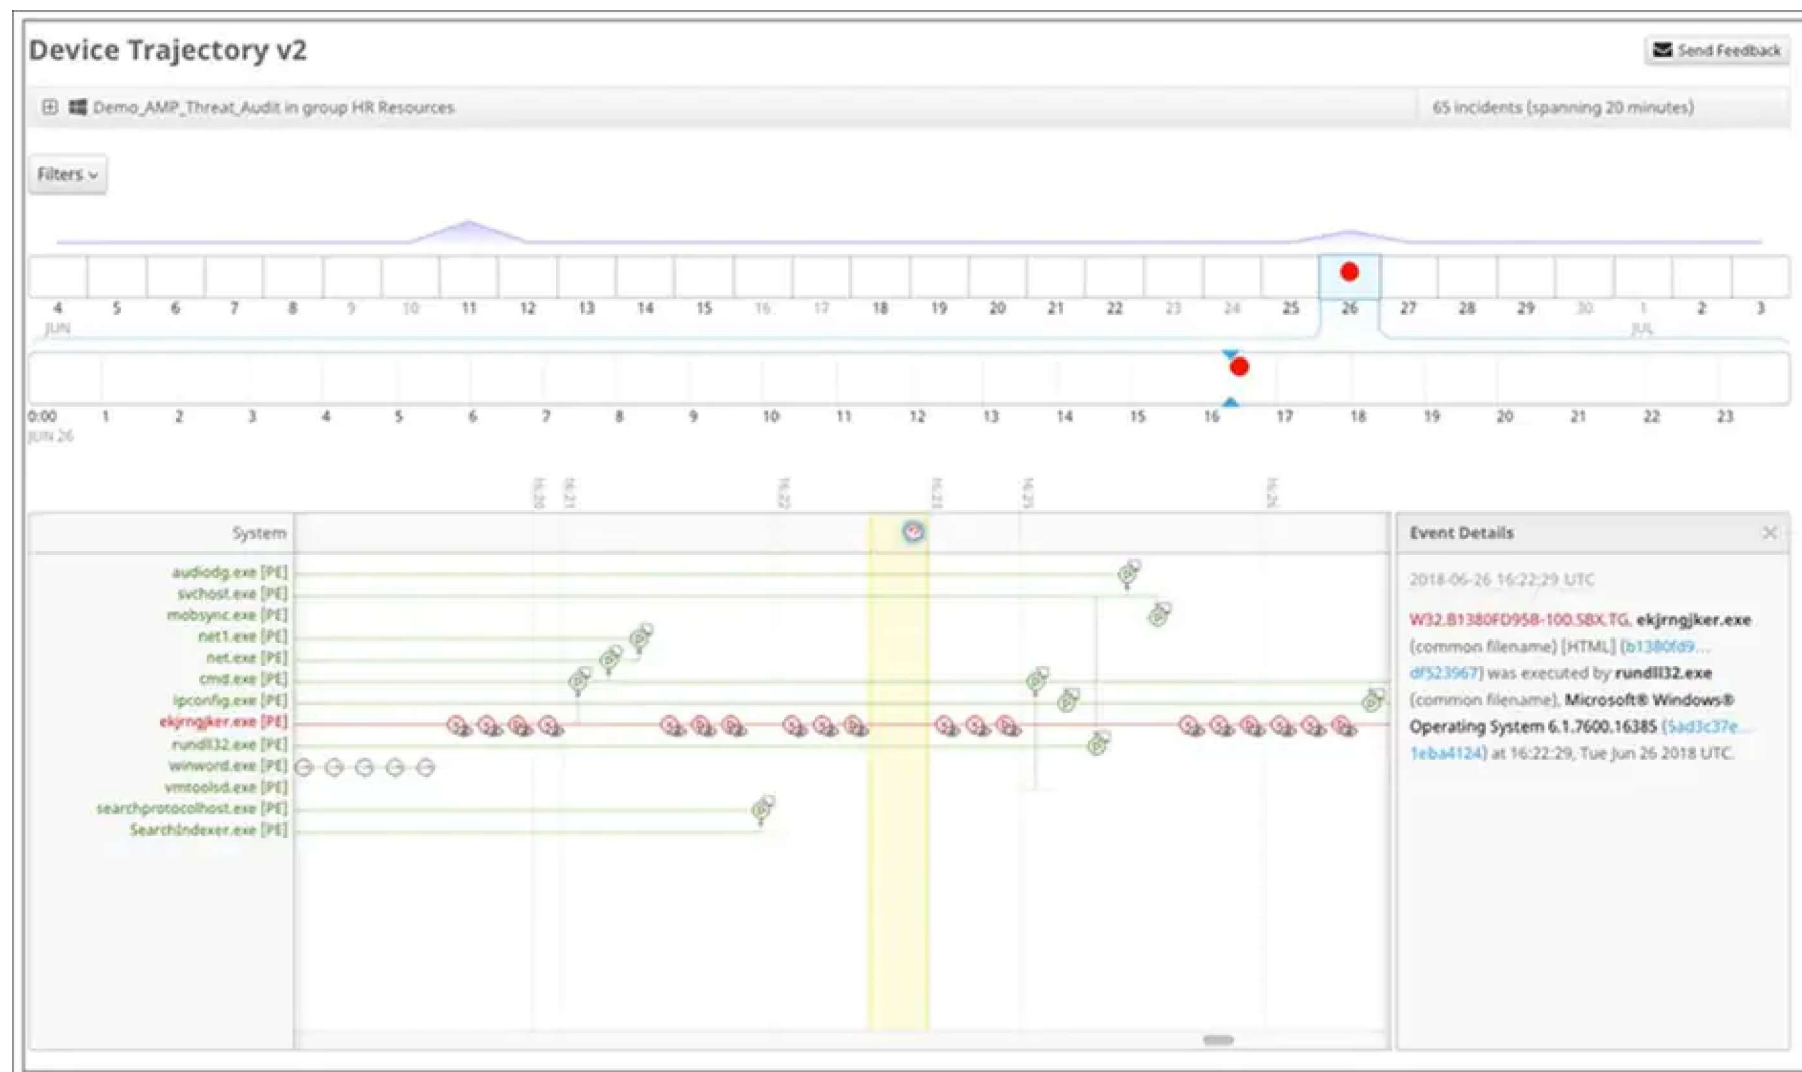 Device Trajectory v2
Send Feedback
Demo_AMP_Threat_Audit in group HR Resources
65 incidents (spanning 20 minutes)
Filters
4 5 6 7 8 9 10 11 12 13 14 15 16 17 18 19 20 21 22 23 24 25 26 27 28 29 30 1 2 3
JUN JUL
0:00 1 2 3 4 5 6 7 8 9 10 11 12 13 14 15 16 17 18 19 20 21 22 23
JUN 26
16:20 16:21 16:22
System
audiodg.exe [PE]
svchost.exe [PE]
mobsync.exe [PE]
net1.exe [PE]
net.exe [PE]
cmd.exe [PE]
ipconfig.exe [PE]
ekjrngjker.exe [PE]
rundll32.exe [PE]
winword.exe [PE]
vmtoolsd.exe [PE]
searchprotocolhost.exe [PE]
SearchIndexer.exe [PE]
Event Details
2018-06-26 16:22:29 UTC
W32.B1380FD95B-100.SBX.TG, ekjrngjker.exe
(common filename) [HTML] (b1380fd9...
df523967) was executed by rundll32.exe
(common filename), Microsoft® Windows®
Operating System 6.1.7600.16385 (5ad3c37e...
1eba4124) at 16:22:29, Tue Jun 26 2018 UTC.